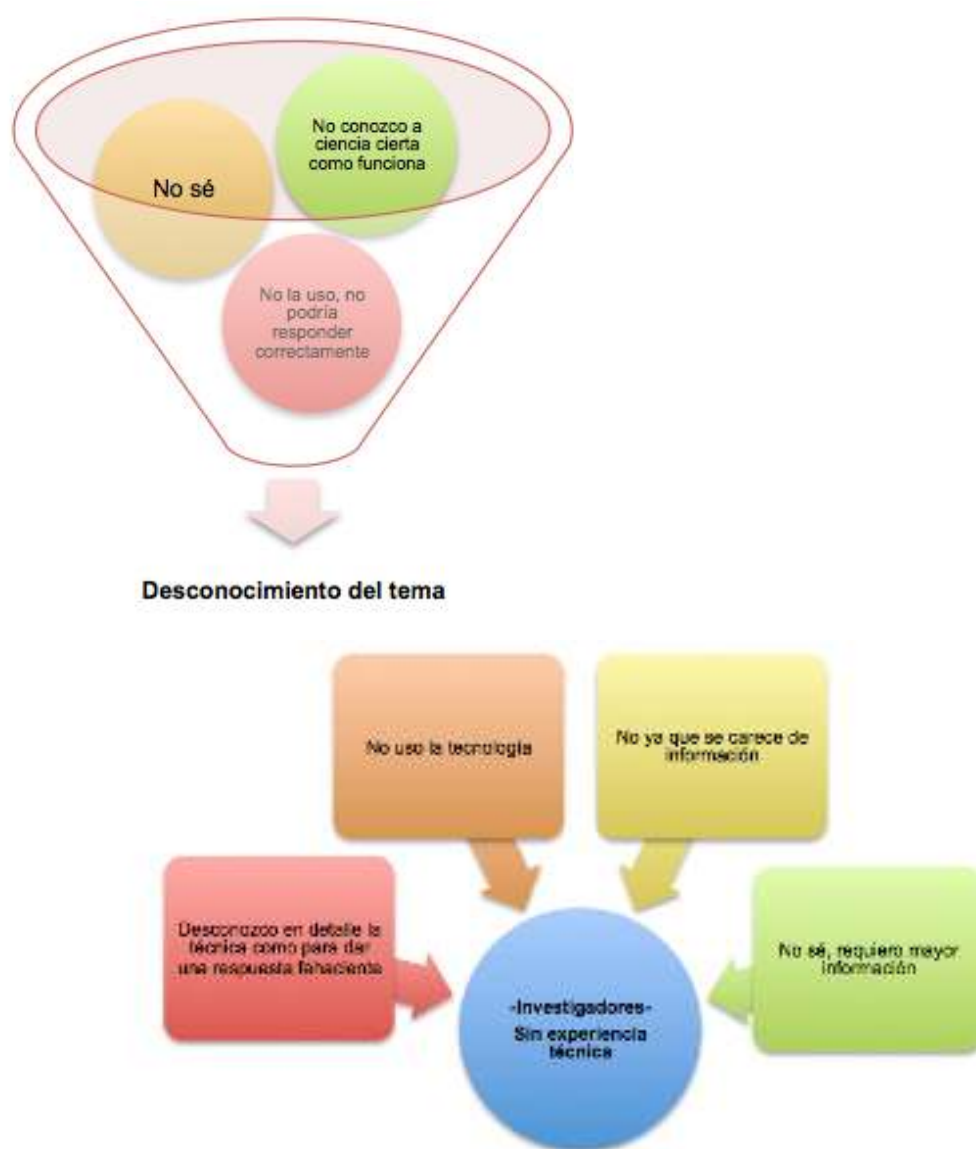 No conozco a
ciencia cierta
como funciona
No sé
No la uso, no
podría
responder
correctamente
Desconocimiento del tema
No uso la tecnología
No ya que se carece de
información
Desconozco en detalle la
técnica como para dar
una respuesta fehaciente
No sé, requiero mayor
información
-Investigadores-
Sin experiencia
técnica